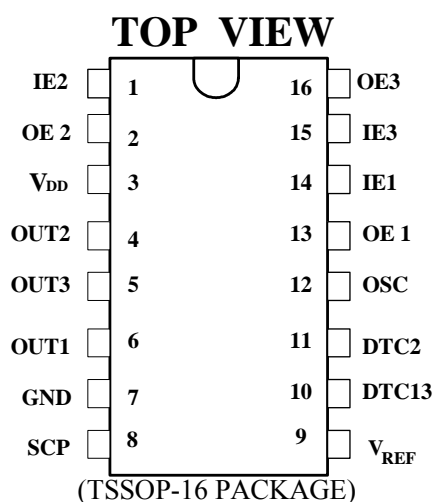 TOP VIEW
IE2 1 16 OE3
OE 2 2 15 IE3
VDD 3 14 IE1
OUT2 4 13 OE 1
OUT3 5 12 OSC
OUT1 6 11 DTC2
GND 7 10 DTC13
SCP 8 9 VREF
(TSSOP-16 PACKAGE)